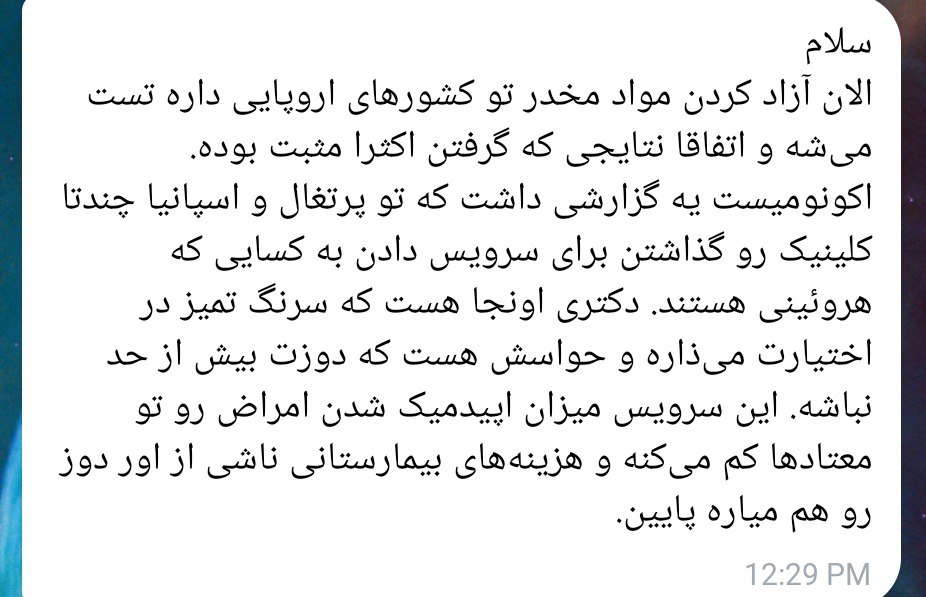 سلام
الان آزاد کردن مواد مخدر تو کشورهای اروپایی داره تست
می‌شه و اتفاقا نتایجی که گرفتن اکثرا مثبت بوده.
اکونومیست یه گزارشی داشت که تو پرتغال و اسپانیا چندتا
کلینیک رو گذاشتن برای سرویس دادن به کسایی که
هروئینی هستند. دکتری اونجا هست که سرنگ تمیز در
اختیارت می‌ذاره و حواسش هست که دوزت بیش از حد
نباشه. این سرویس میزان اپیدمیک شدن امراض رو تو
معتادها کم می‌کنه و هزینه‌های بیمارستانی ناشی از اور دوز
رو هم میاره پایین.
12:29 PM